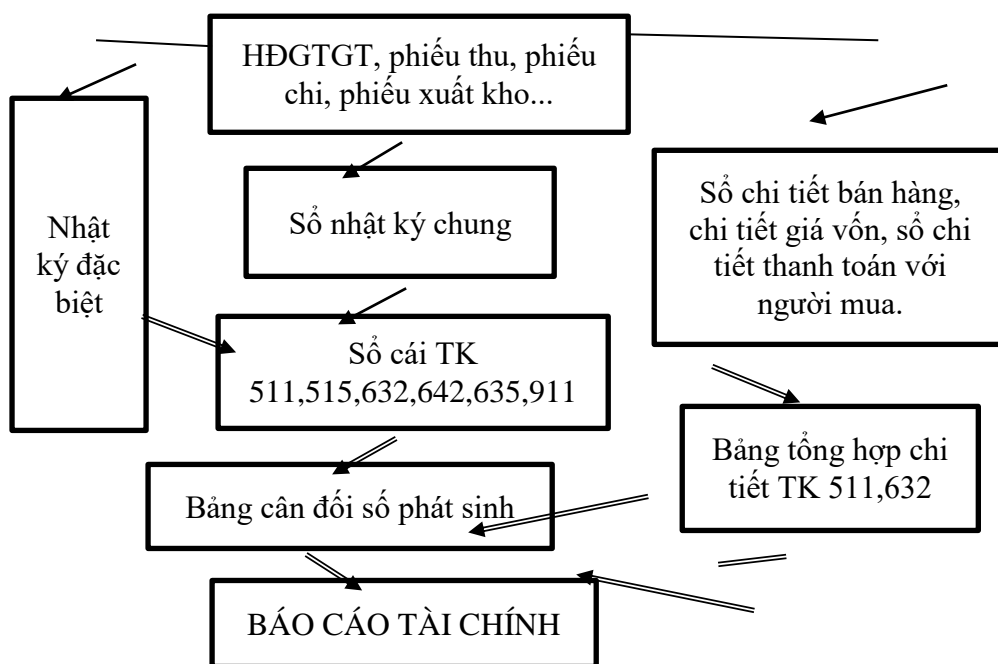 HĐGTGT, phiếu thu, phiếu
chi, phiếu xuất kho...
Nhật
ký đặc
biệt
Sổ nhật ký chung
Sổ chi tiết bán hàng,
chi tiết giá vốn, sổ chi
tiết thanh toán với
người mua.
Sổ cái TK
511,515,632,642,635,911
Bảng tổng hợp chi
tiết TK 511,632
Bảng cân đối số phát sinh
BÁO CÁO TÀI CHÍNH